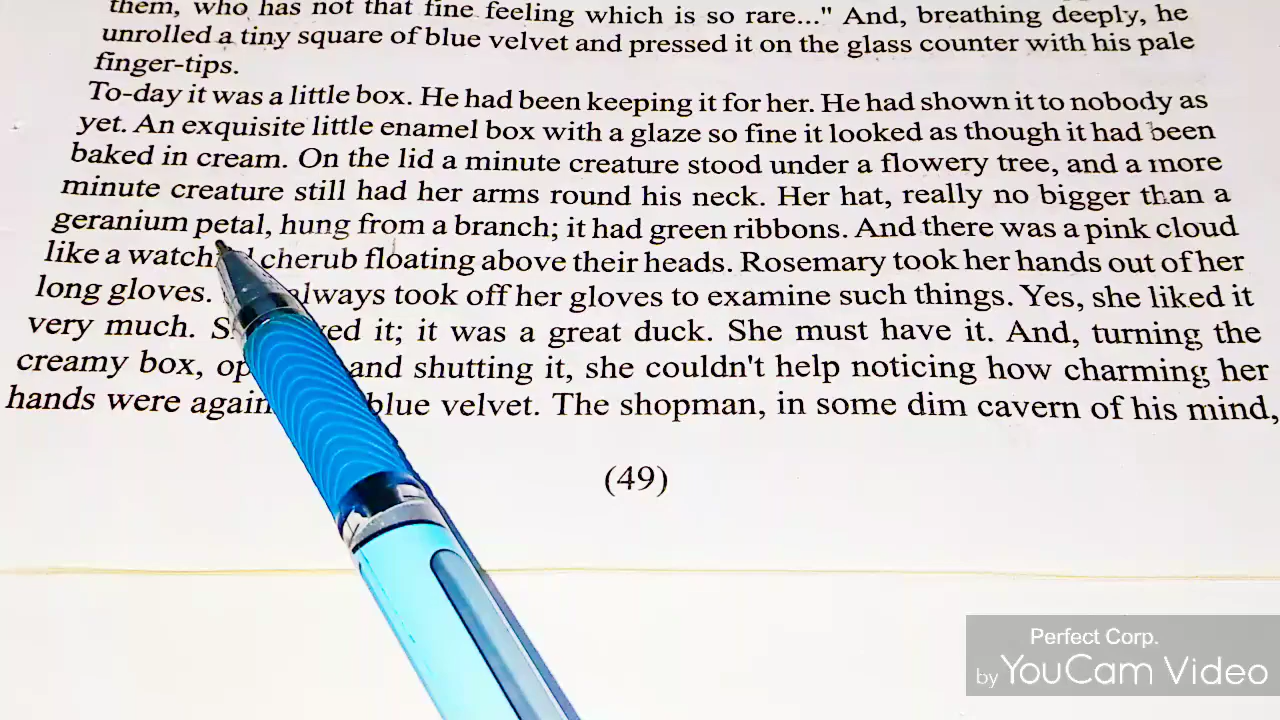 them, who has not that fine feeling which is so rare..." And, breathing deeply, he
unrolled a tiny square of blue velvet and pressed it on the glass counter with his pale
finger-tips.
To-day it was a little box. He had been keeping it for her. He had shown it to nobody as
yet. An exquisite little enamel box with a glaze so fine it looked as though it had been
baked in cream. On the lid a minute creature stood under a flowery tree, and a more
minute creature still had her arms round his neck. Her hat, really no bigger than a
geranium petal, hung from a branch; it had green ribbons. And there was a pink cloud
like a watch cherub floating above their heads. Rosemary took her hands out of her
long gloves. always took off her gloves to examine such things. Yes, she liked it
very much. it; it was a great duck. She must have it. And, turning the
creamy box, and shutting it, she couldn't help noticing how charming her
hands were blue velvet. The shopman, in some dim cavern of his mind,
(49)
Perfect Corp.
by YouCam Video